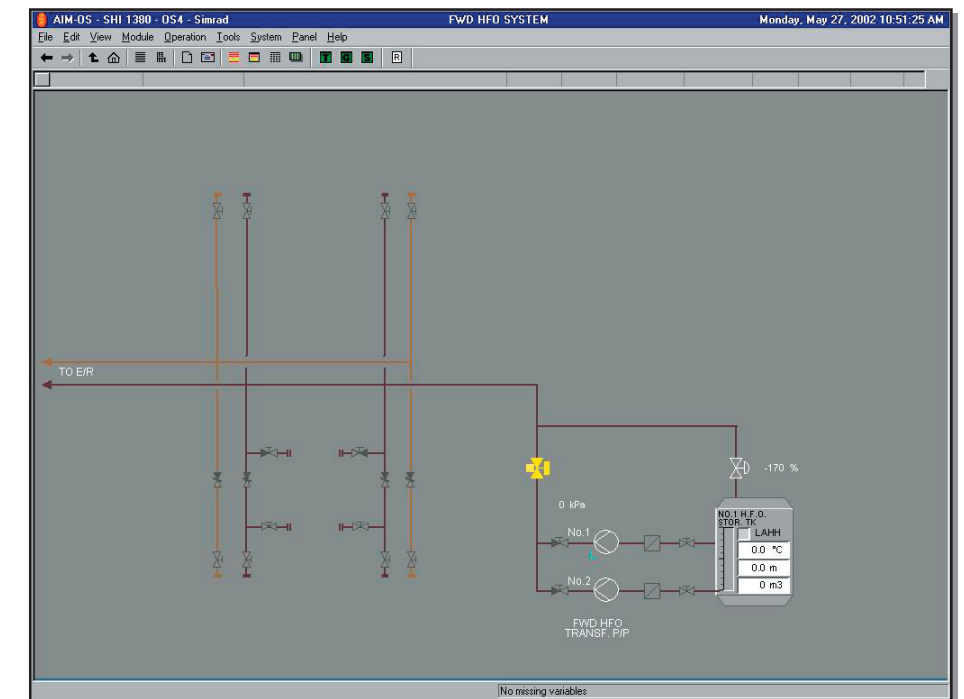 AIM-OS - SHI 1380 - OS4 - Simrad FWD HFO SYSTEM Monday, May 27, 2002 10:51:25 AM
File Edit View Module Operation Tools System Panel Help
T C S R
TO E/R
-170 %
0 kPa
NO.1 H.F.O.
STOR. TK
LAHH
No.1
0.0 °C
0.0 m
No.2
0 m3
FWD HFO
TRANSF. P/P
L
No missing variables